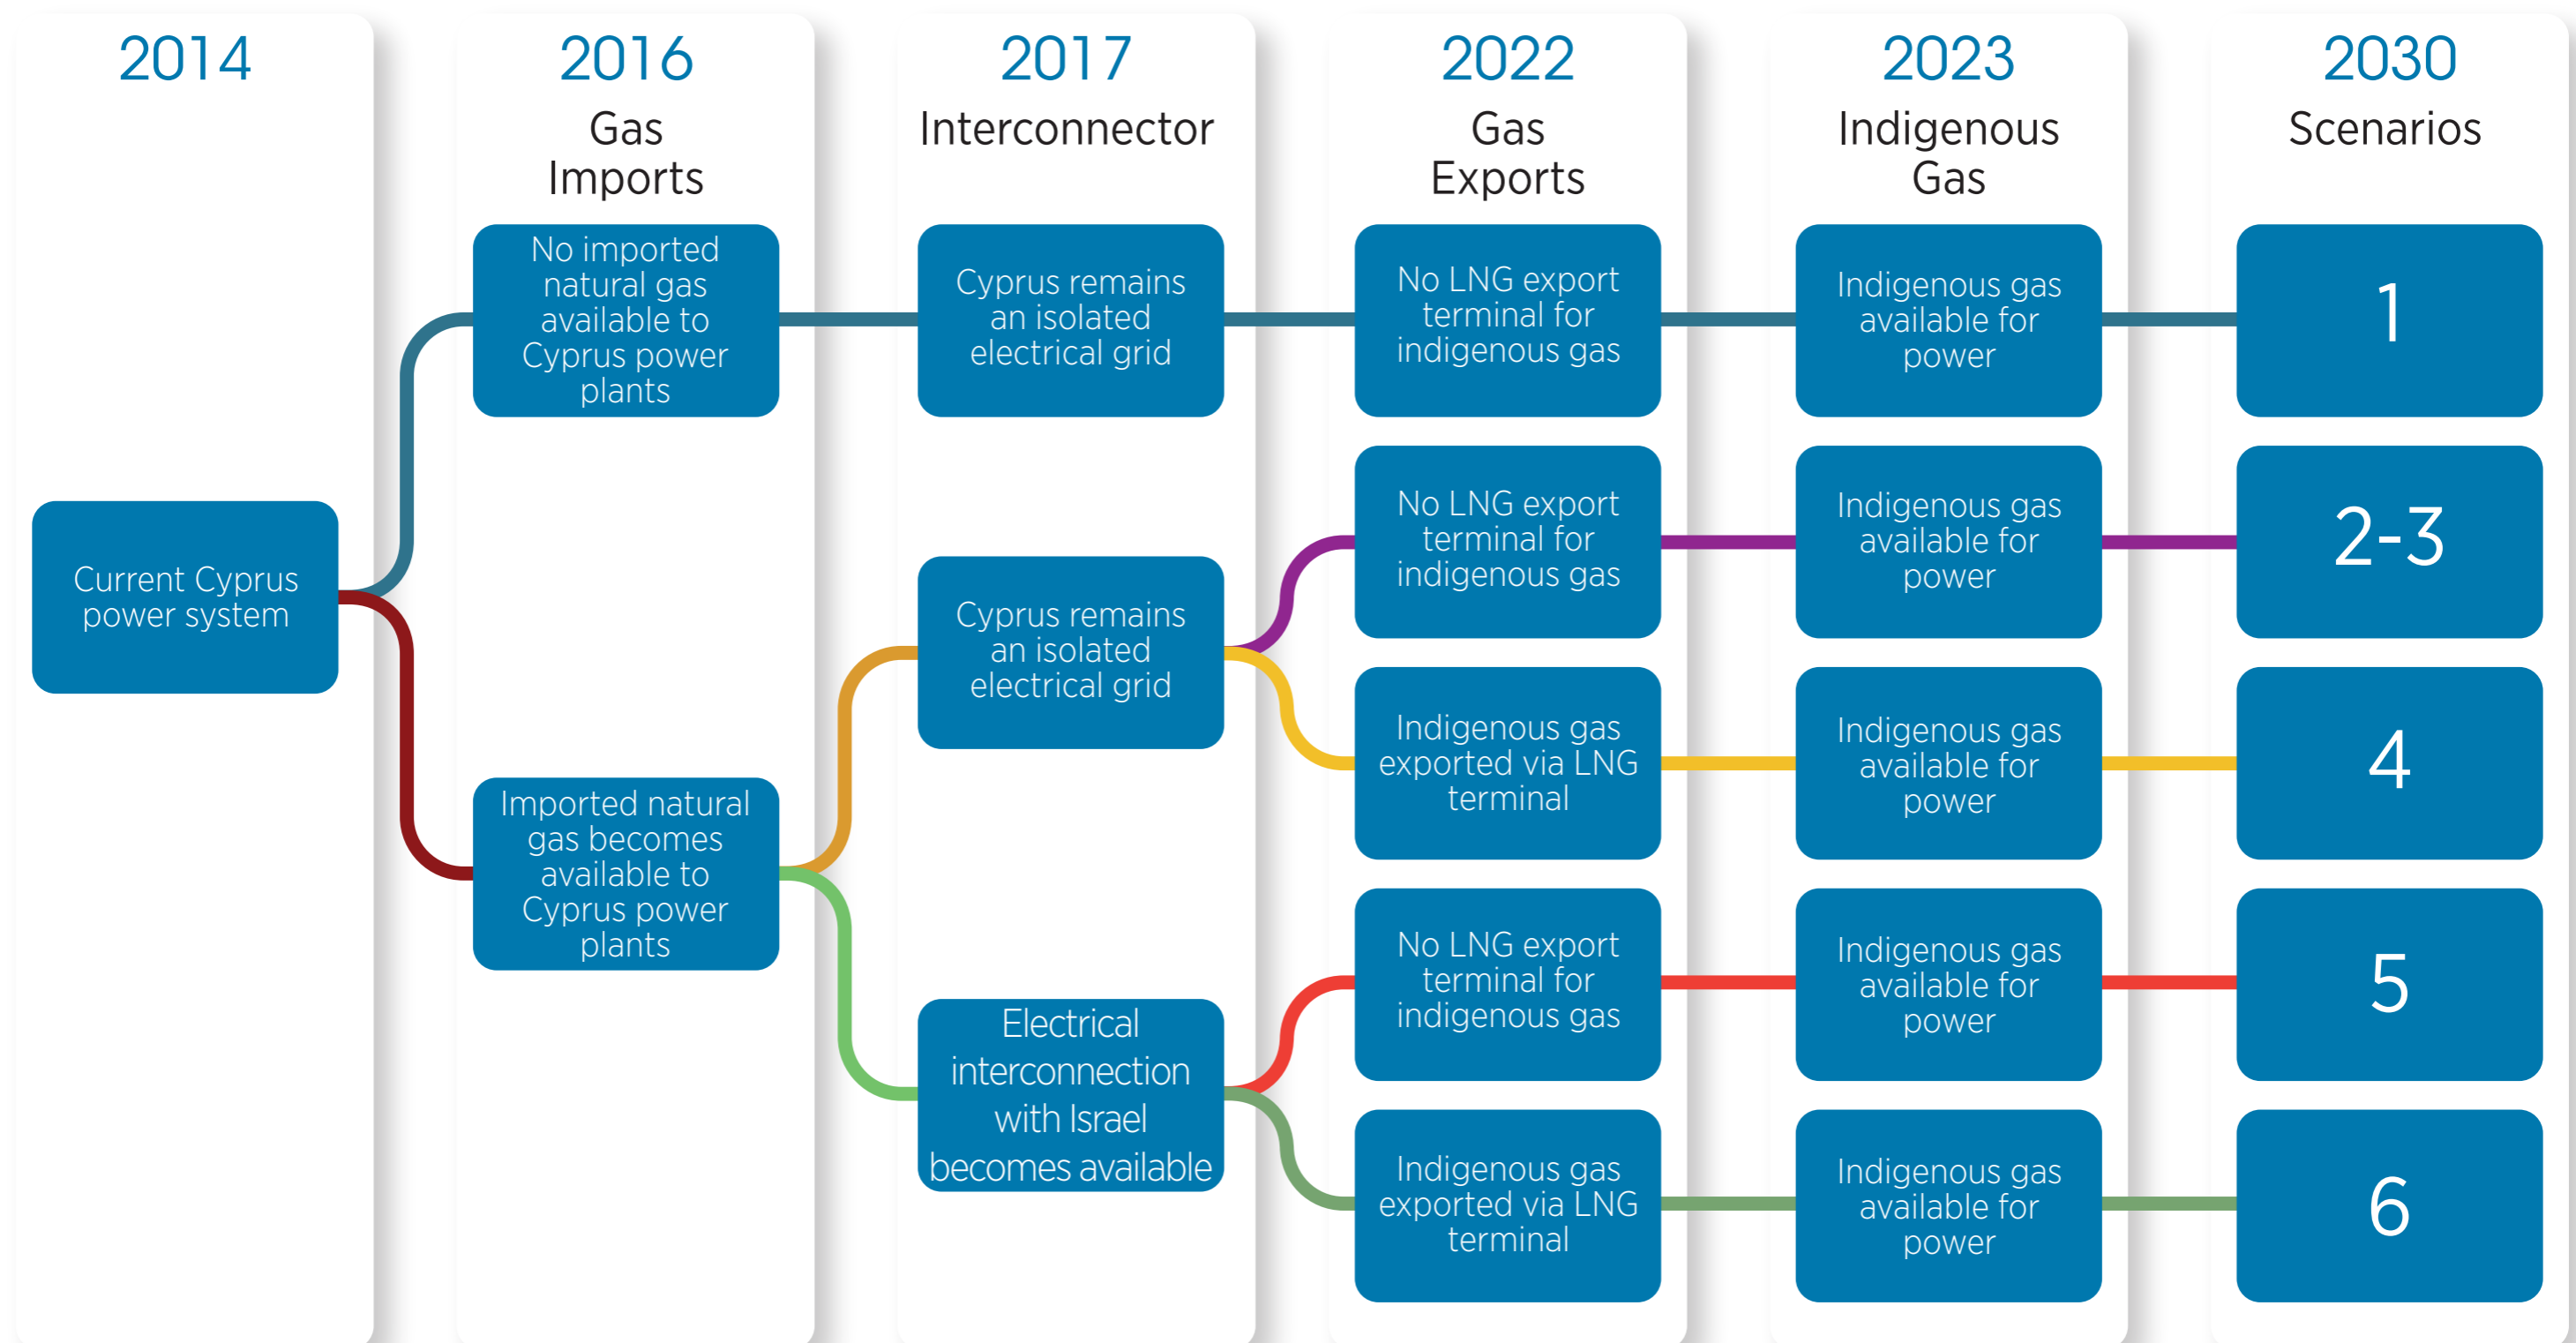 2014
Current Cyprus
power system
2016
Gas
Imports
No imported
natural gas
available to
Cyprus power
plants
Imported natural
gas becomes
available to
Cyprus power
plants
2017
Interconnector
Cyprus remains
an isolated
electrical grid
Cyprus remains
an isolated
electrical grid
Electrical
interconnection
with Israel
becomes available
2022
Gas
Exports
No LNG export
terminal for
indigenous gas
No LNG export
terminal for
indigenous gas
Indigenous gas
exported via LNG
terminal
No LNG export
terminal for
indigenous gas
Indigenous gas
exported via LNG
terminal
2023
Indigenous
Gas
Indigenous gas
available for
power
Indigenous gas
available for
power
Indigenous gas
available for
power
Indigenous gas
available for
power
Indigenous gas
available for
power
2030
Scenarios
1
2-3
4
5
6